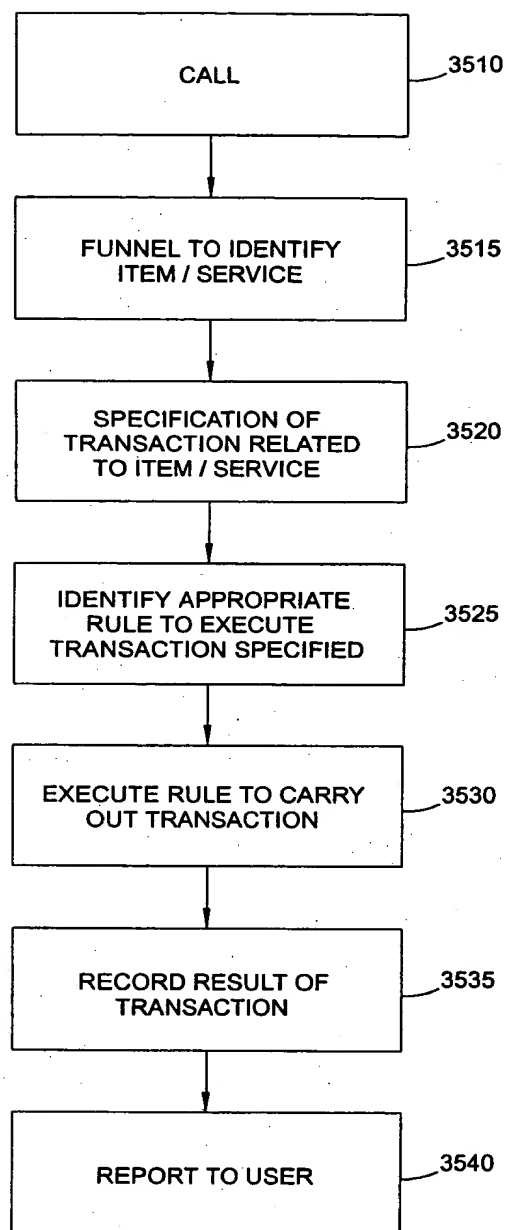 CALL
3510
FUNNEL TO IDENTIFY
ITEM / SERVICE
3515
SPECIFICATION OF
TRANSACTION RELATED
TO ITEM / SERVICE
3520
IDENTIFY APPROPRIATE
RULE TO EXECUTE
TRANSACTION SPECIFIED
3525
EXECUTE RULE TO CARRY
OUT TRANSACTION
3530
RECORD RESULT OF
TRANSACTION
3535
REPORT TO USER
3540